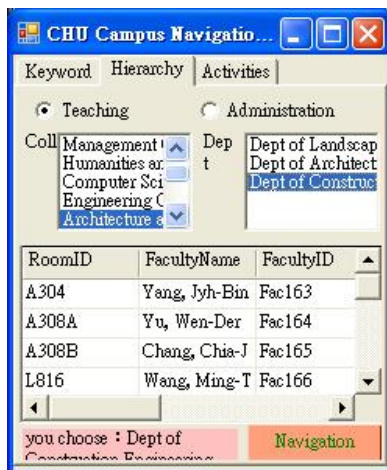 CHU Campus Navigatio...
Keyword Hierarchy Activities
Teaching Administration
Coll
Management
Humanities
Computer Sci
Engineering
Architecture
Dep
t
Dept of Landscap
Dept of Architect
Dept of Construc
RoomID FacultyName FacultyID
A304 Yang, Jyh-Bin Fac163
A308A Yu, Wen-Der Fac164
A308B Chang, Chia-J Fac165
L816 Wang, Ming-T Fac166
you choose：Dept of
Construction Engineering
Navigation